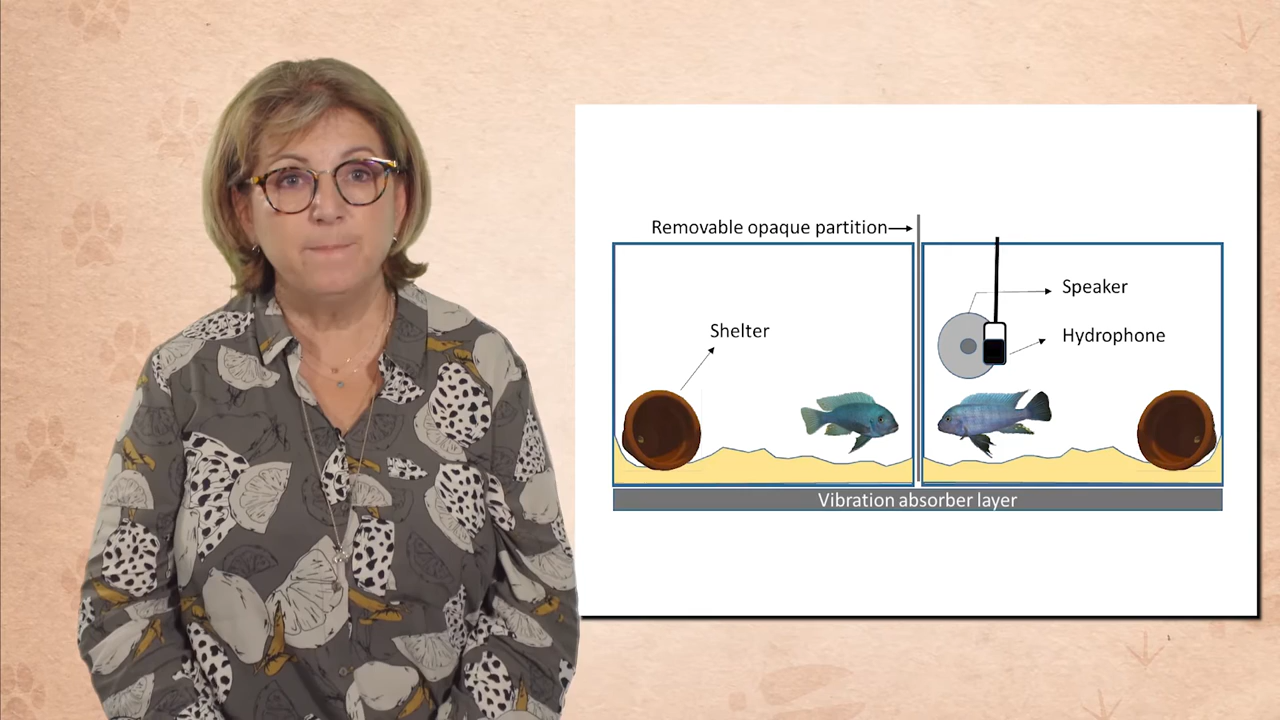 Removable opaque partition
Speaker
Shelter
Hydrophone
Vibration absorber layer